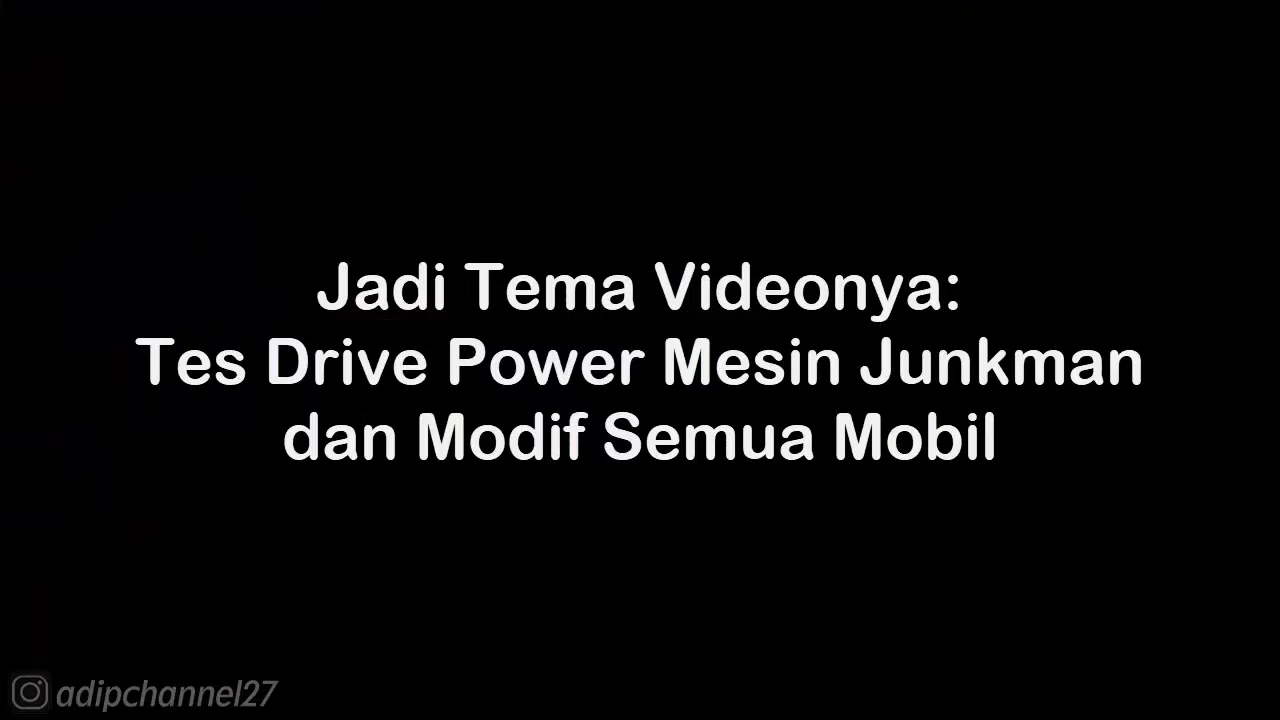 Jadi Tema Videonya:
Tes Drive Power Mesin Junkman
dan Modif Semua Mobil
adipchannel27